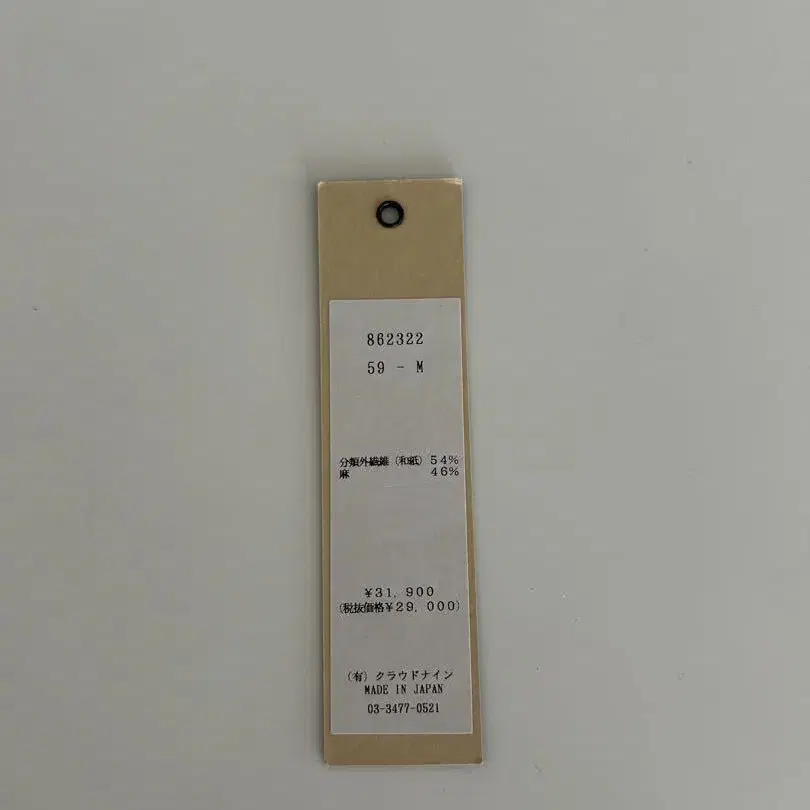 862322
59 - M
分類外繊維（和紙）54%
麻 46%
¥31,900
(税抜価格¥29,000)
(有) クラウドナイン
MADE IN JAPAN
03-3477-0521